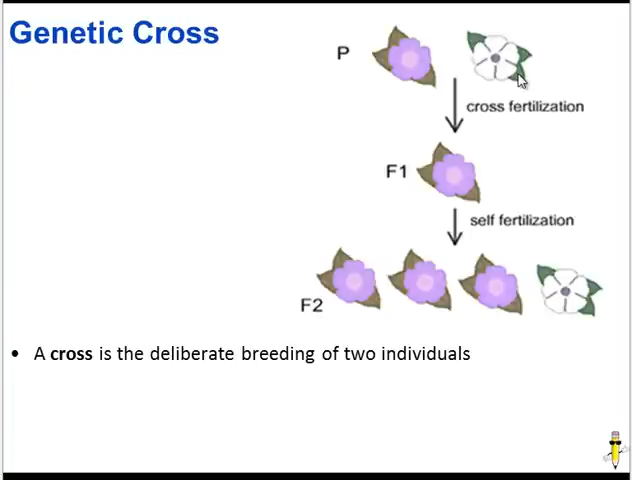 Genetic Cross
P
cross fertilization
F1
self fertilization
F2
• A cross is the deliberate breeding of two individuals